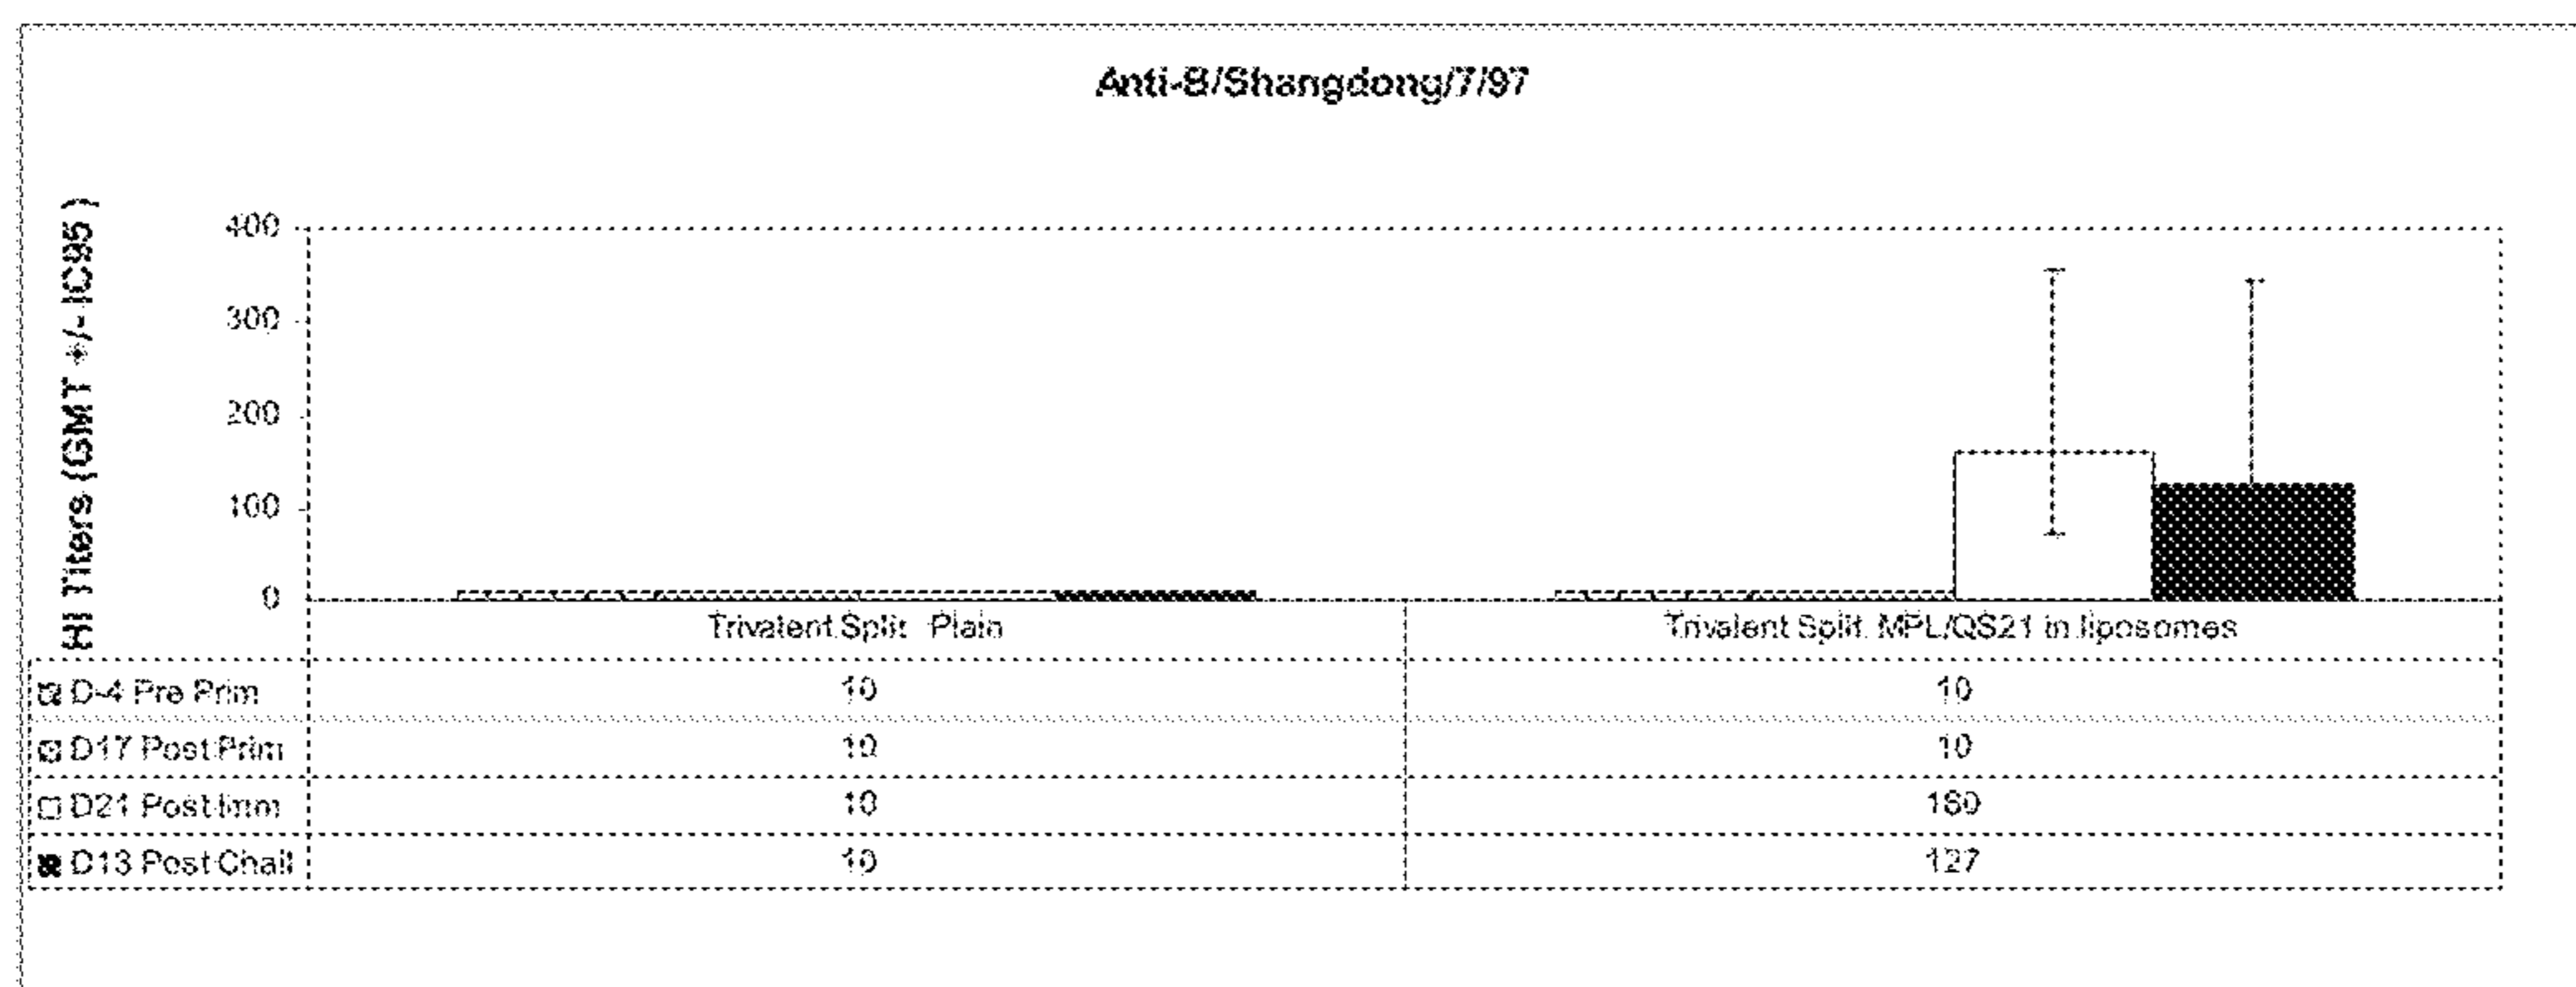 Anti-B/Shangdong/7/97
HI Titers (GMT +/- IC95 )
400
300
200
100
0
Trivalent Split Plain Trivalent Split MPL/QS21 in liposomes
D-4 Pre Prim 10 10
D17 Post Prim 10 10
D21 Post Imm 10 160
D13 Post Chall 10 127